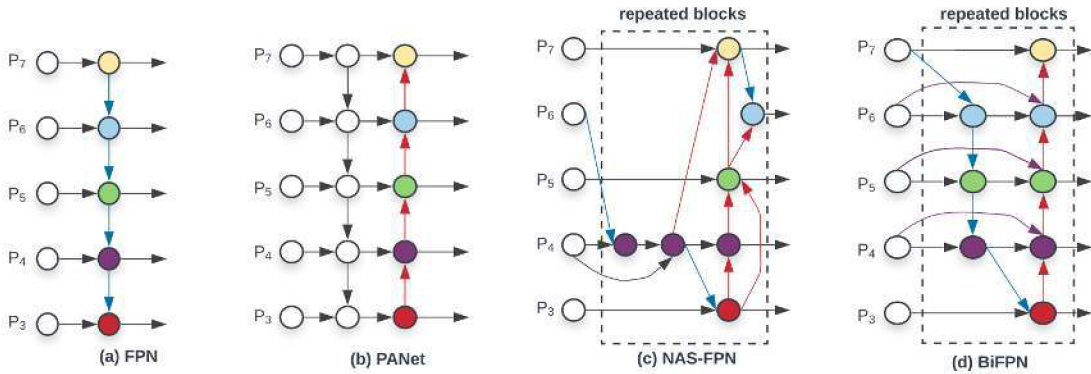 repeated blocks
repeated blocks
P7
P6
P5
P4
P3
(a) FPN
P7
P6
P5
P4
P3
(b) PANet
P7
P6
P5
P4
P3
(c) NAS-FPN
P7
P6
P5
P4
P3
(d) BiFPN